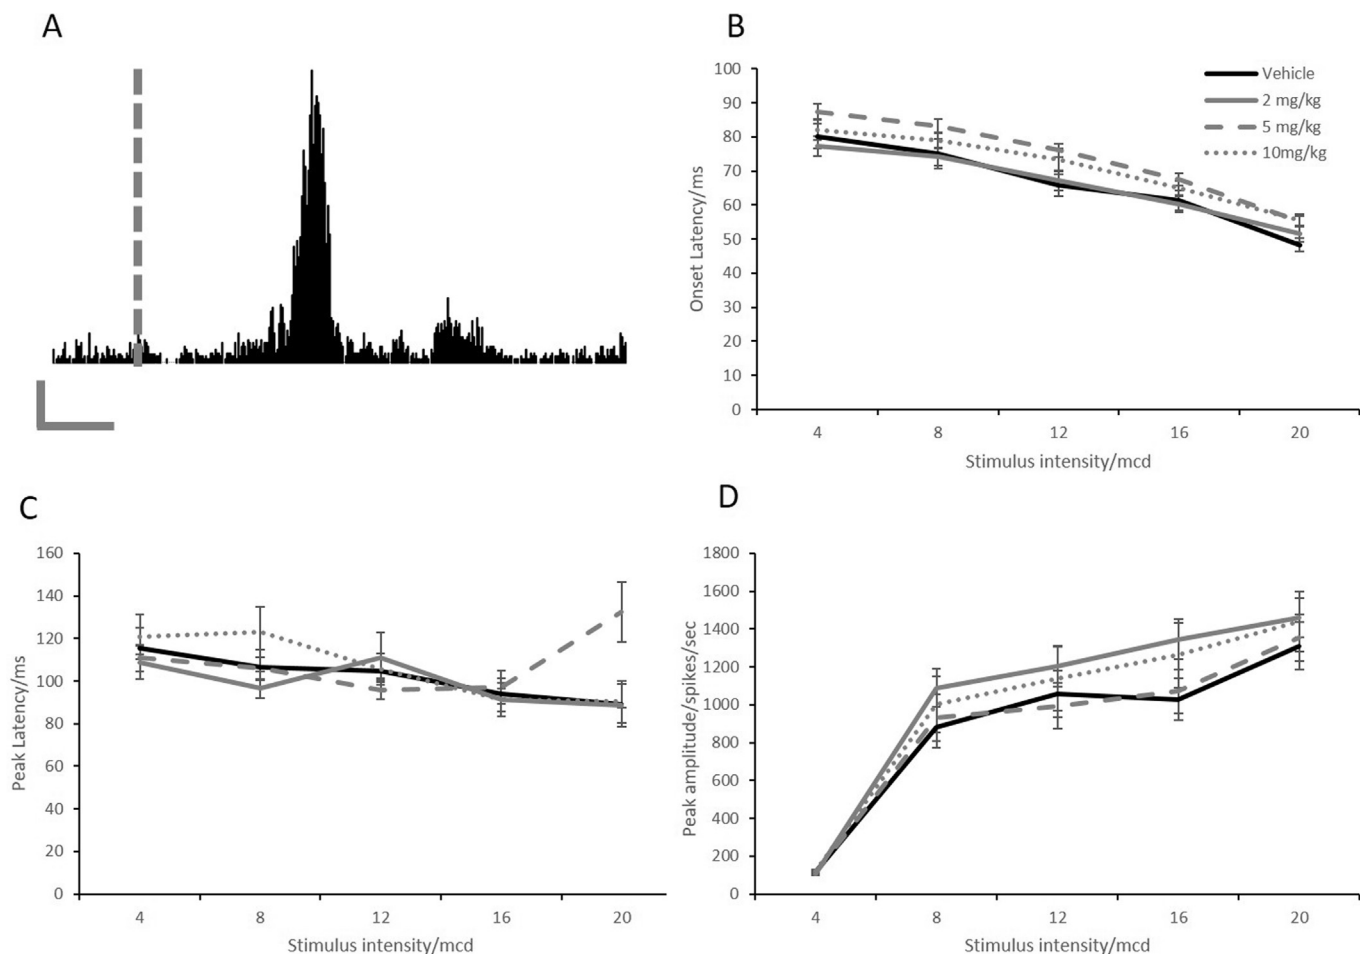 A
B
100
90
80
70
60
50
40
30
20
10
0
Onset Latency/ms
4 8 12 16 20
Stimulus intensity/mcd
Vehicle
2 mg/kg
5 mg/kg
10mg/kg
C
160
140
120
100
80
60
40
20
0
Peak Latency/ms
4 8 12 16 20
Stimulus intensity/mcd
D
1800
1600
1400
1200
1000
800
600
400
200
0
Peak amplitude/spikes/sec
4 8 12 16 20
Stimulus intensity/mcd